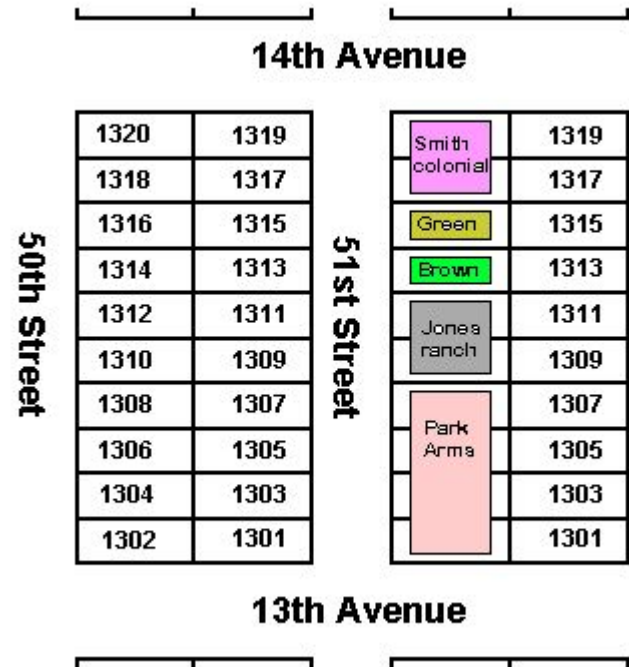 14th Avenue
50th Street
1320 1319
1318 1317
1316 1315
1314 1313
1312 1311
1310 1309
1308 1307
1306 1305
1304 1303
1302 1301
51st Street
Smith
colonial
Green
Brown
Jones
ranch
Park
Arms
1319
1317
1315
1313
1311
1309
1307
1305
1303
1301
13th Avenue